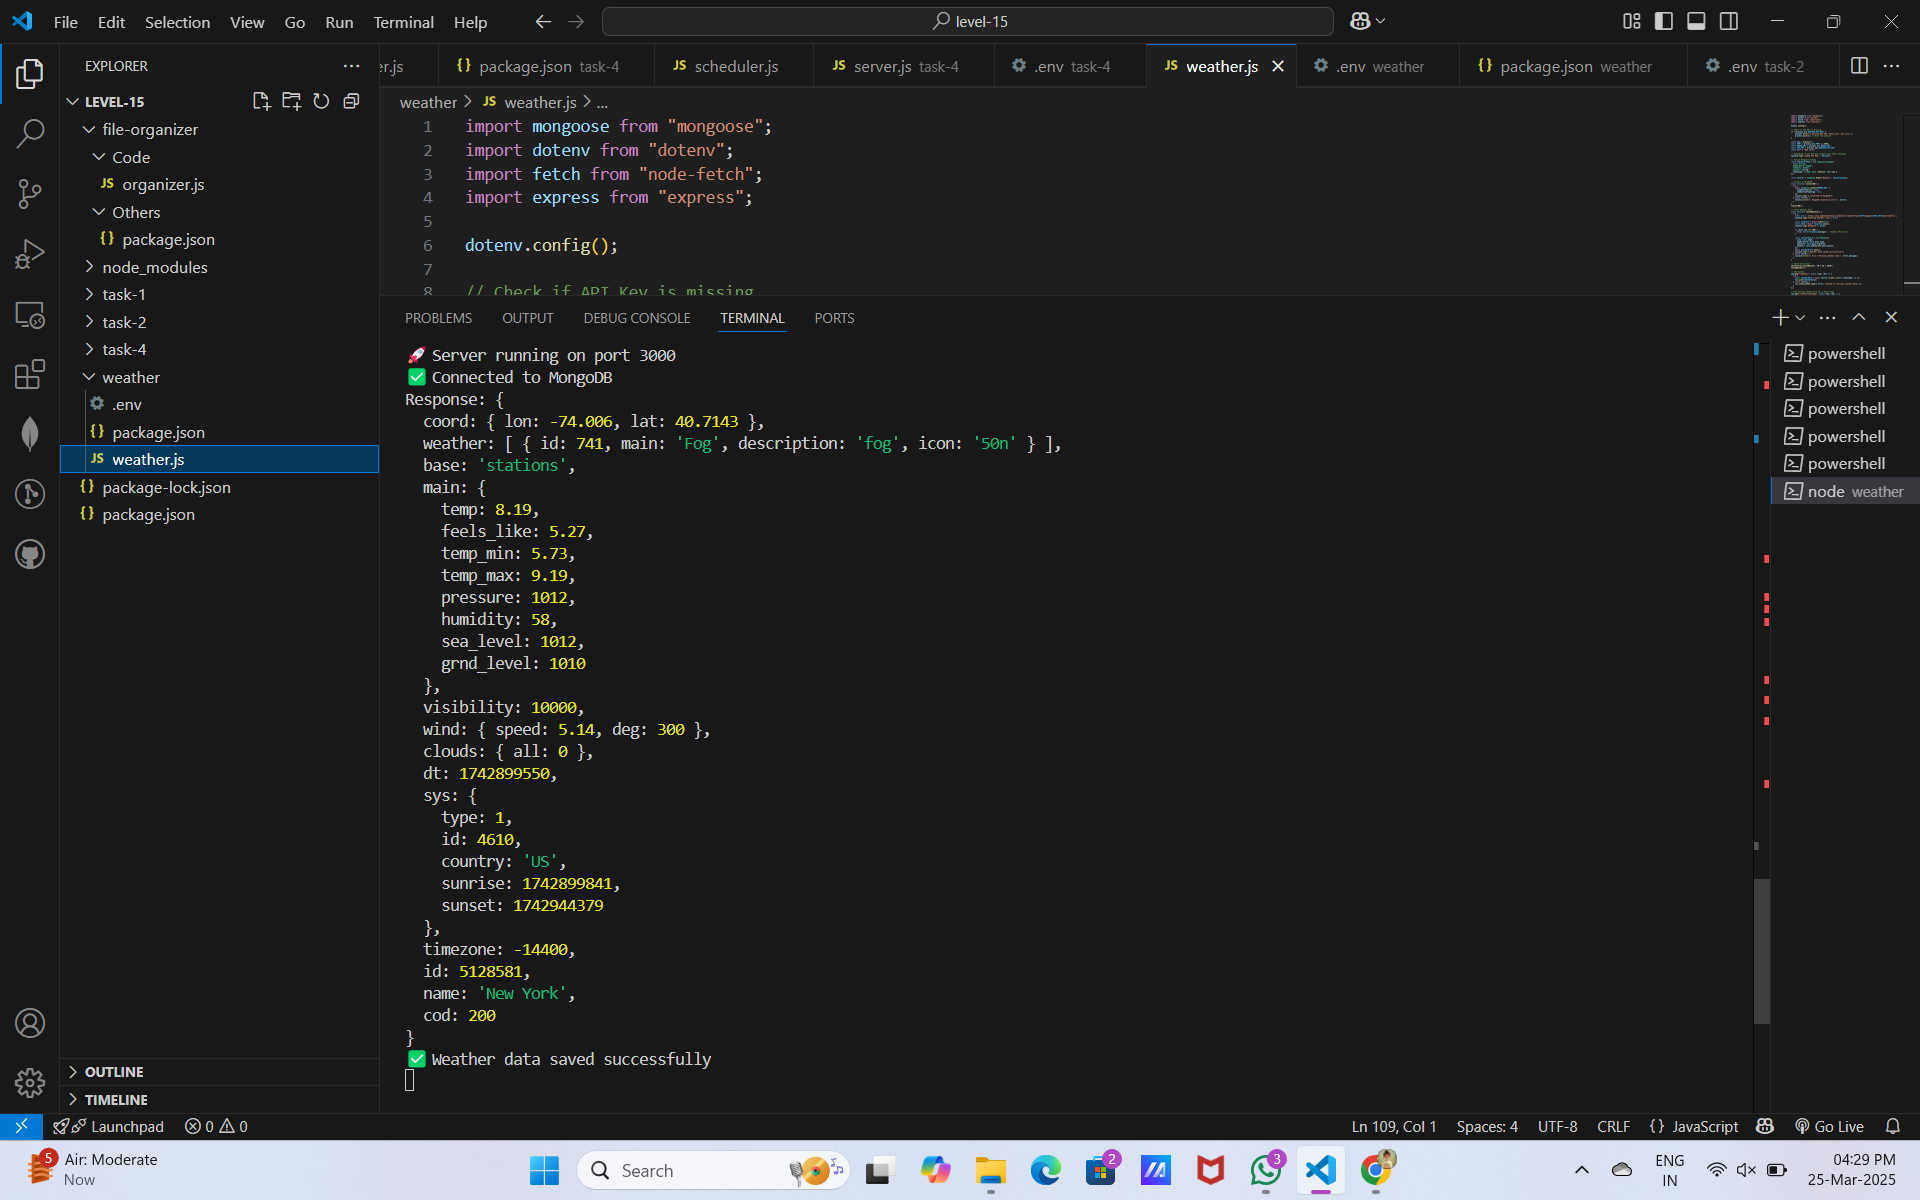 File Edit Selection View Go Run Terminal Help
level-15
EXPLORER
er.js
package.json task-4
scheduler.js
server.js task-4
.env task-4
weather.js
.env weather
package.json weather
.env task-2
LEVEL-15
file-organizer
Code
organizer.js
Others
package.json
node_modules
task-1
task-2
task-4
weather
.env
package.json
weather.js
package-lock.json
package.json
OUTLINE
TIMELINE
weather > JS weather.js > ...
1 import mongoose from "mongoose";
2 import dotenv from "dotenv";
3 import fetch from "node-fetch";
4 import express from "express";
5
6 dotenv.config();
7
8 // Check if API Key is missing
PROBLEMS OUTPUT DEBUG CONSOLE TERMINAL PORTS
🚀 Server running on port 3000
✅ Connected to MongoDB
Response: {
coord: { lon: -74.006, lat: 40.7143 },
weather: [ { id: 741, main: 'Fog', description: 'fog', icon: '50n' } ],
base: 'stations',
main: {
temp: 8.19,
feels_like: 5.27,
temp_min: 5.73,
temp_max: 9.19,
pressure: 1012,
humidity: 58,
sea_level: 1012,
grnd_level: 1010
},
visibility: 10000,
wind: { speed: 5.14, deg: 300 },
clouds: { all: 0 },
dt: 1742899550,
sys: {
type: 1,
id: 4610,
country: 'US',
sunrise: 1742899841,
sunset: 1742944379
},
timezone: -14400,
id: 5128581,
name: 'New York',
cod: 200
}
✅ Weather data saved successfully
powershell
powershell
powershell
powershell
powershell
node weather
Launchpad 0 0
Ln 109, Col 1 Spaces: 4 UTF-8 CRLF {} JavaScript Go Live
5
Air: Moderate
Now
Search
2
3
ENG
IN
04:29 PM
25-Mar-2025